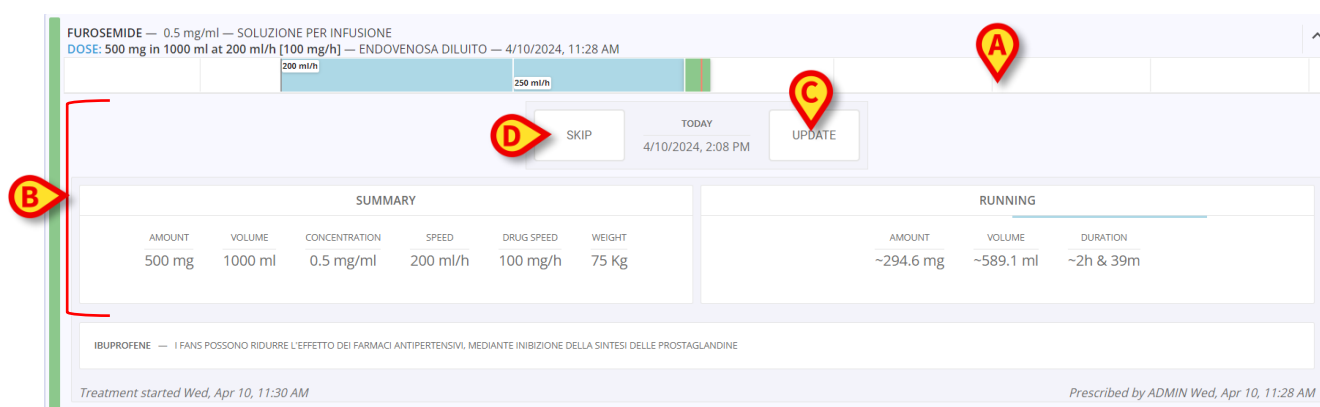 FUROSEMIDE — 0.5 mg/ml — SOLUZIONE PER INFUSIONE
DOSE: 500 mg in 1000 ml at 200 ml/h [100 mg/h] — ENDOVENOSA DILUITO — 4/10/2024, 11:28 AM
A
200 ml/h
250 ml/h
C
D
SKIP
TODAY
4/10/2024, 2:08 PM
UPDATE
B
SUMMARY
AMOUNT VOLUME CONCENTRATION SPEED DRUG SPEED WEIGHT
500 mg 1000 ml 0.5 mg/ml 200 ml/h 100 mg/h 75 Kg
RUNNING
AMOUNT VOLUME DURATION
~294.6 mg ~589.1 ml ~2h & 39m
IBUPROFENE — I FANS POSSONO RIDURRE L'EFFETTO DEI FARMACI ANTIPERTENSIVI, MEDIANTE INIBIZIONE DELLA SINTESI DELLE PROSTAGLANDINE
Treatment started Wed, Apr 10, 11:30 AM
Prescribed by ADMIN Wed, Apr 10, 11:28 AM